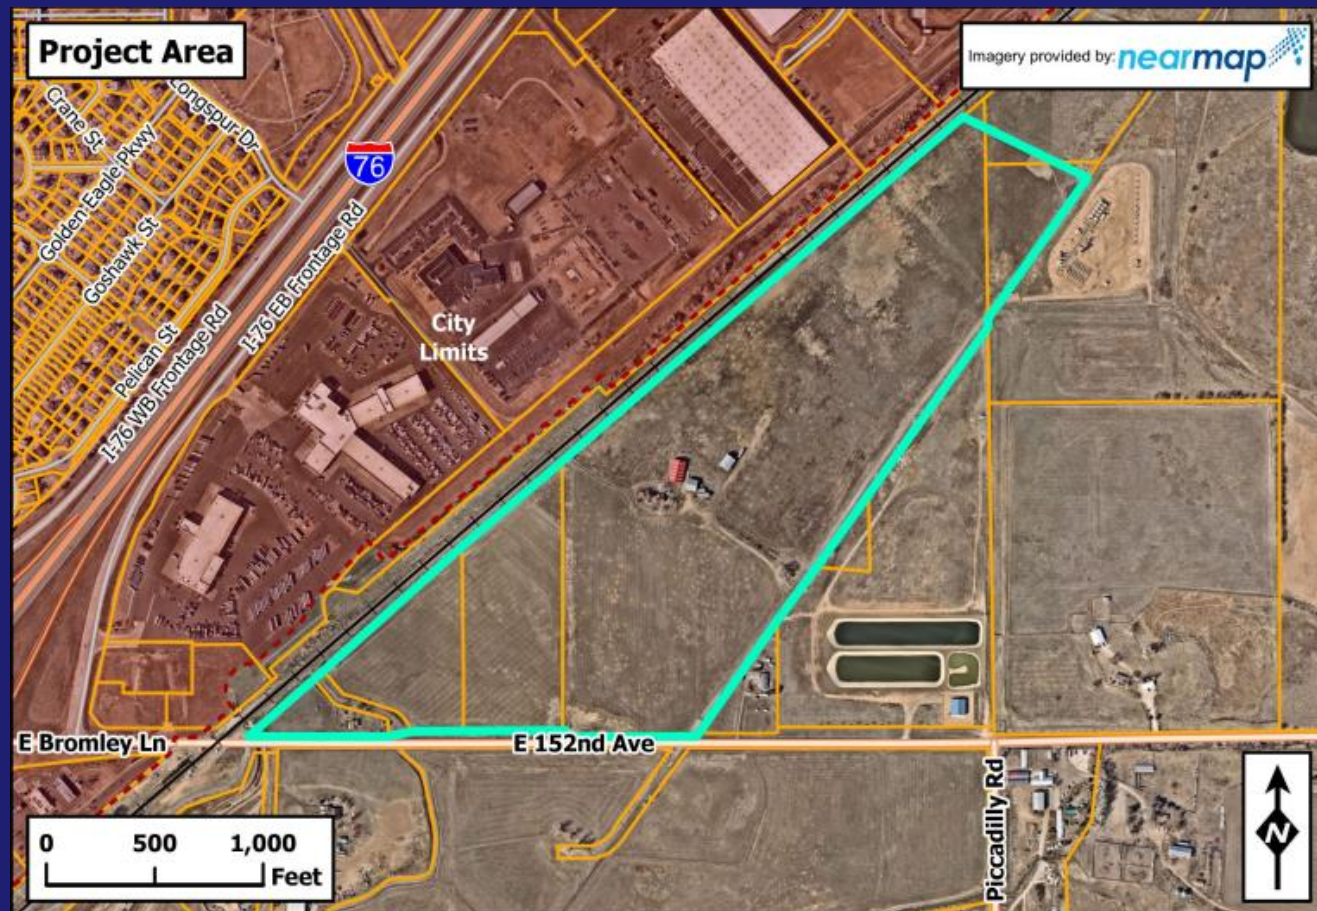 Project Area
Imagery provided by: nearmap
Longspur Dr
Crane St
Golden Eagle Pkwy
Goshawk St
76
I-76 EB Frontage Rd
Pelican St
I-76 WB Frontage Rd
City
Limits
E Bromley Ln
E 152nd Ave
Piccadilly Rd
0 500 1,000
Feet
N